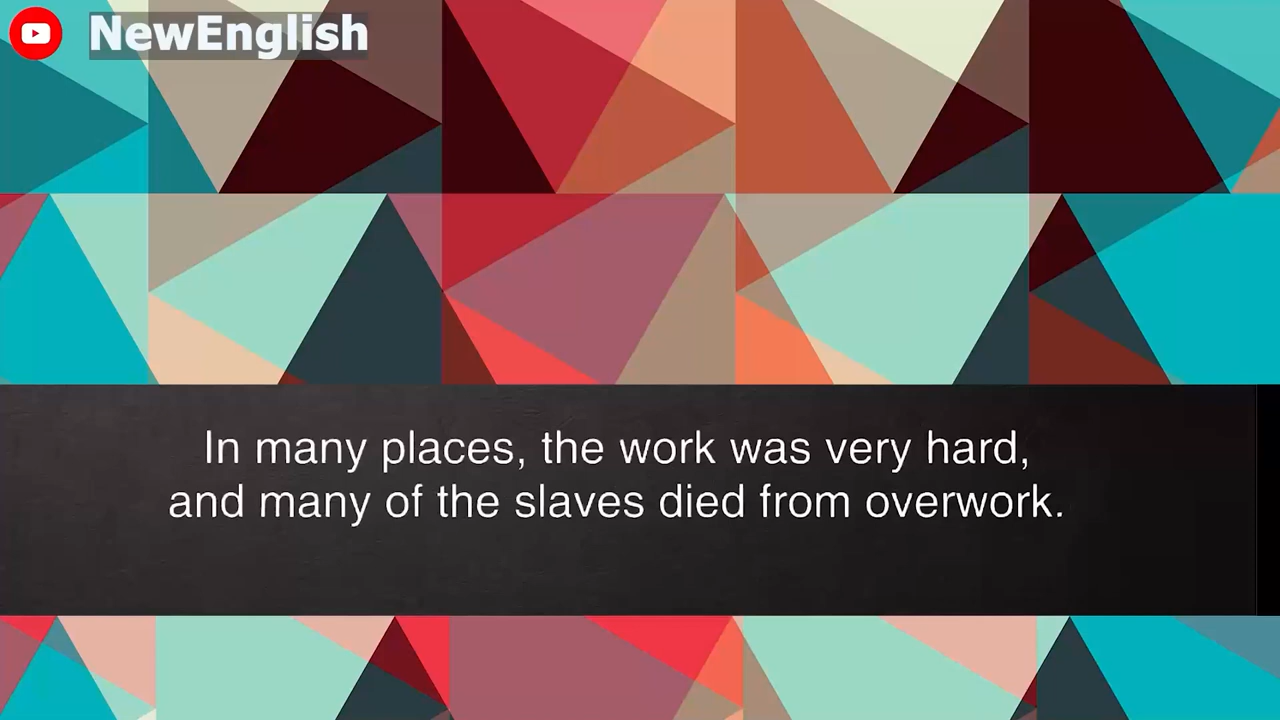 NewEnglish
In many places, the work was very hard,
and many of the slaves died from overwork.